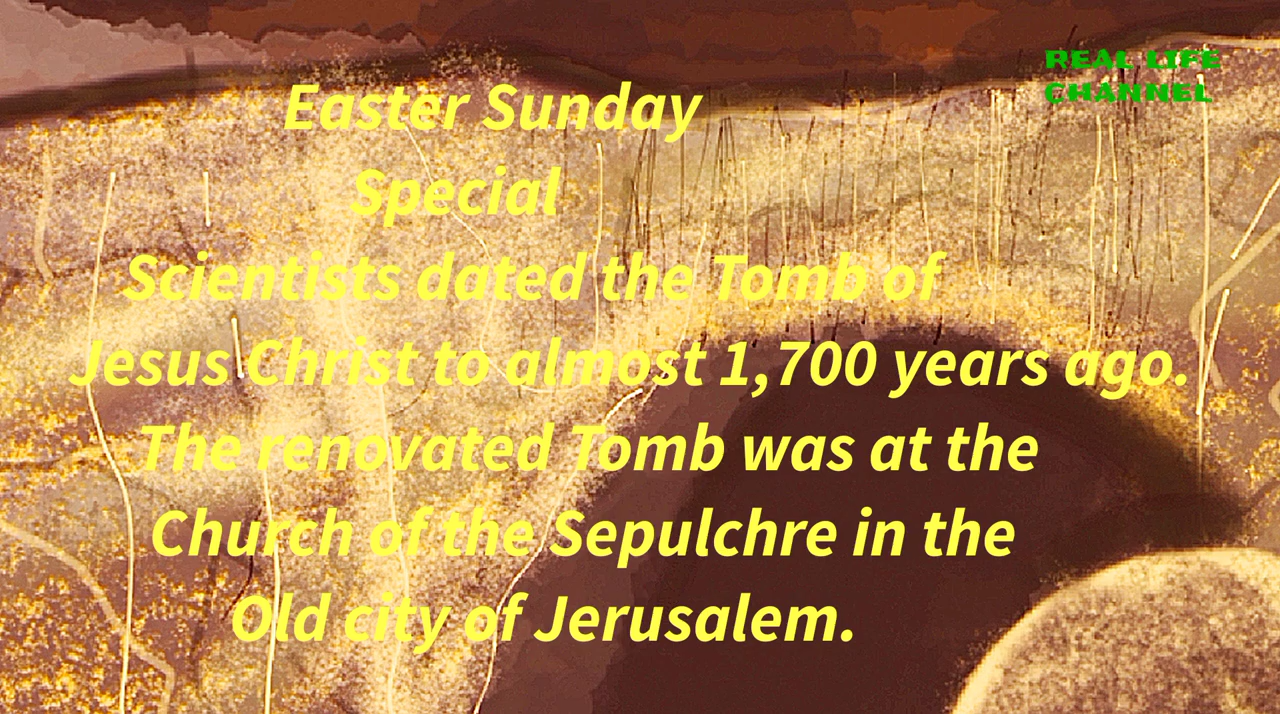 REAL LIFE
CHANNEL
Easter Sunday
Special
Scientists dated the Tomb of
Jesus Christ to almost 1,700 years ago.
The renovated Tomb was at the
Church of the Sepulchre in the
Old city of Jerusalem.